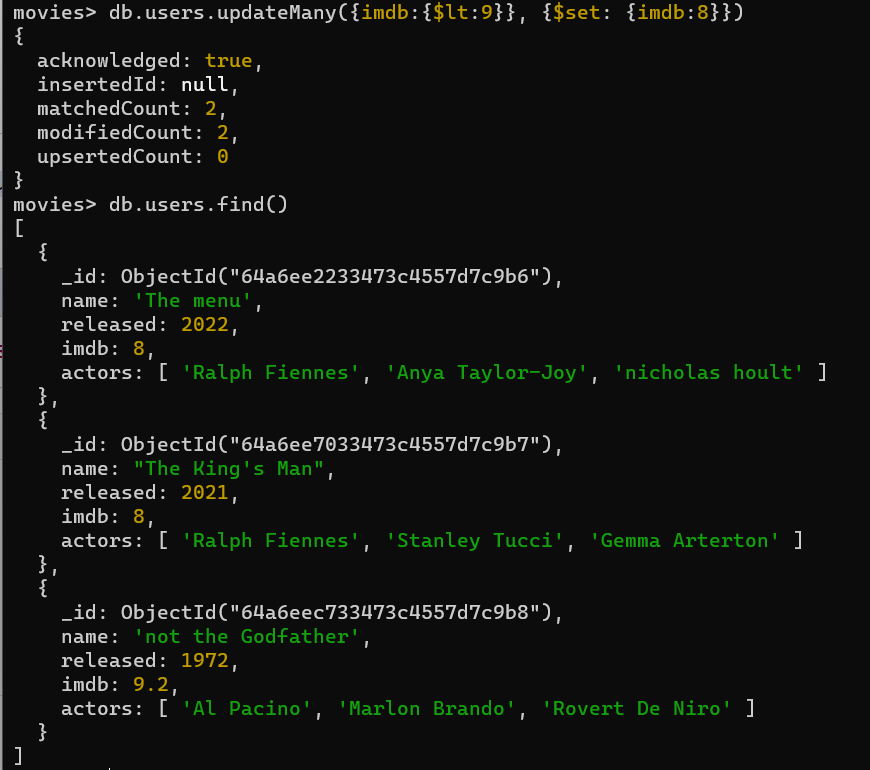 movies> db.users.updateMany({imdb:{$lt:9}}, {$set: {imdb:8}})
{
  acknowledged: true,
  insertedId: null,
  matchedCount: 2,
  modifiedCount: 2,
  upsertedCount: 0
}
movies> db.users.find()
[
  {
    _id: ObjectId("64a6ee2233473c4557d7c9b6"),
    name: 'The menu',
    released: 2022,
    imdb: 8,
    actors: [ 'Ralph Fiennes', 'Anya Taylor-Joy', 'nicholas hoult' ]
  },
  {
    _id: ObjectId("64a6ee7033473c4557d7c9b7"),
    name: "The King's Man",
    released: 2021,
    imdb: 8,
    actors: [ 'Ralph Fiennes', 'Stanley Tucci', 'Gemma Arterton' ]
  },
  {
    _id: ObjectId("64a6eec733473c4557d7c9b8"),
    name: 'not the Godfather',
    released: 1972,
    imdb: 9.2,
    actors: [ 'Al Pacino', 'Marlon Brando', 'Rovert De Niro' ]
  }
]